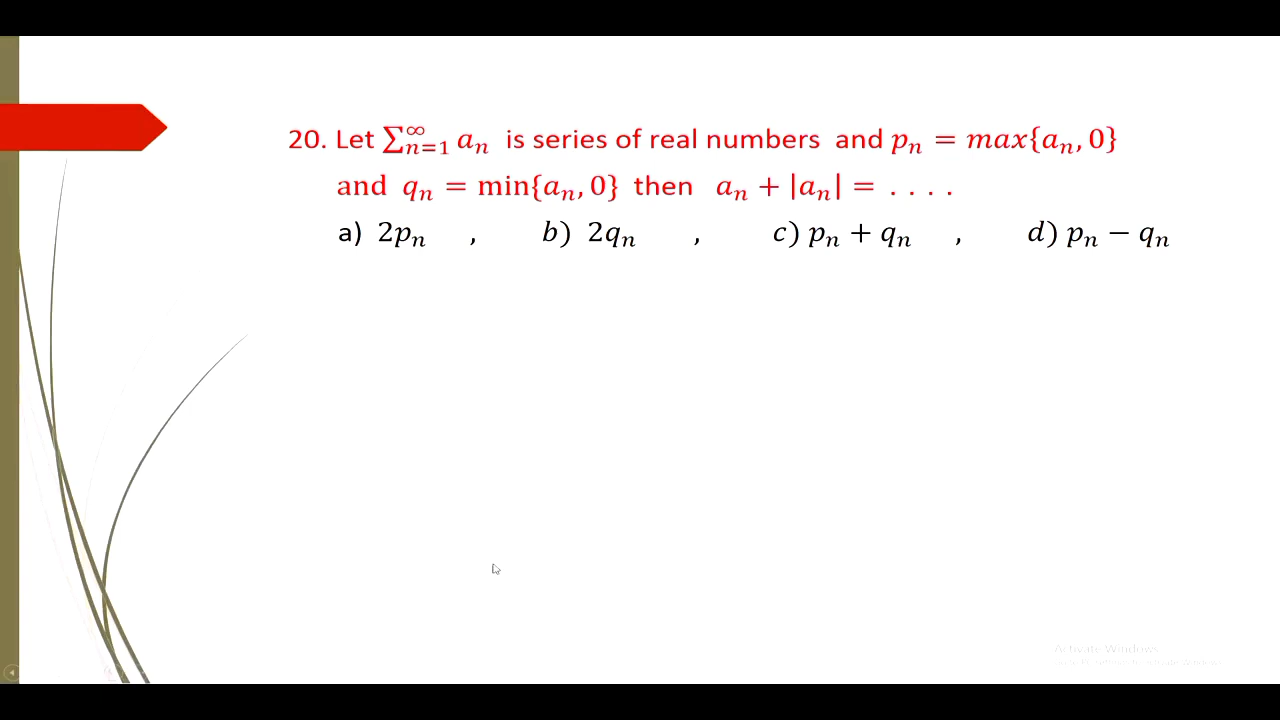 20. Let ∑_{n=1}^{∞} a_n is series of real numbers and p_n = max{a_n, 0}
and q_n = min{a_n, 0} then a_n + |a_n| = . . . .
a) 2p_n , b) 2q_n , c) p_n + q_n , d) p_n − q_n
Activate Windows